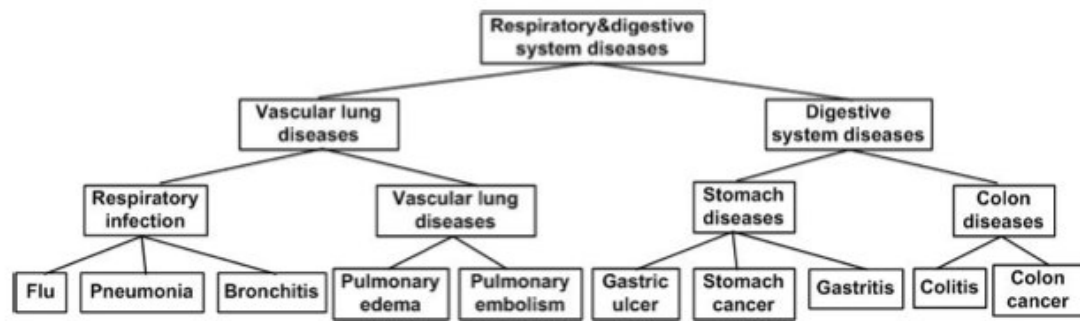 Respiratory&digestive
system diseases
Vascular lung
diseases
Digestive
system diseases
Respiratory
infection
Vascular lung
diseases
Stomach
diseases
Colon
diseases
Flu
Pneumonia
Bronchitis
Pulmonary
edema
Pulmonary
embolism
Gastric
ulcer
Stomach
cancer
Gastritis
Colitis
Colon
cancer